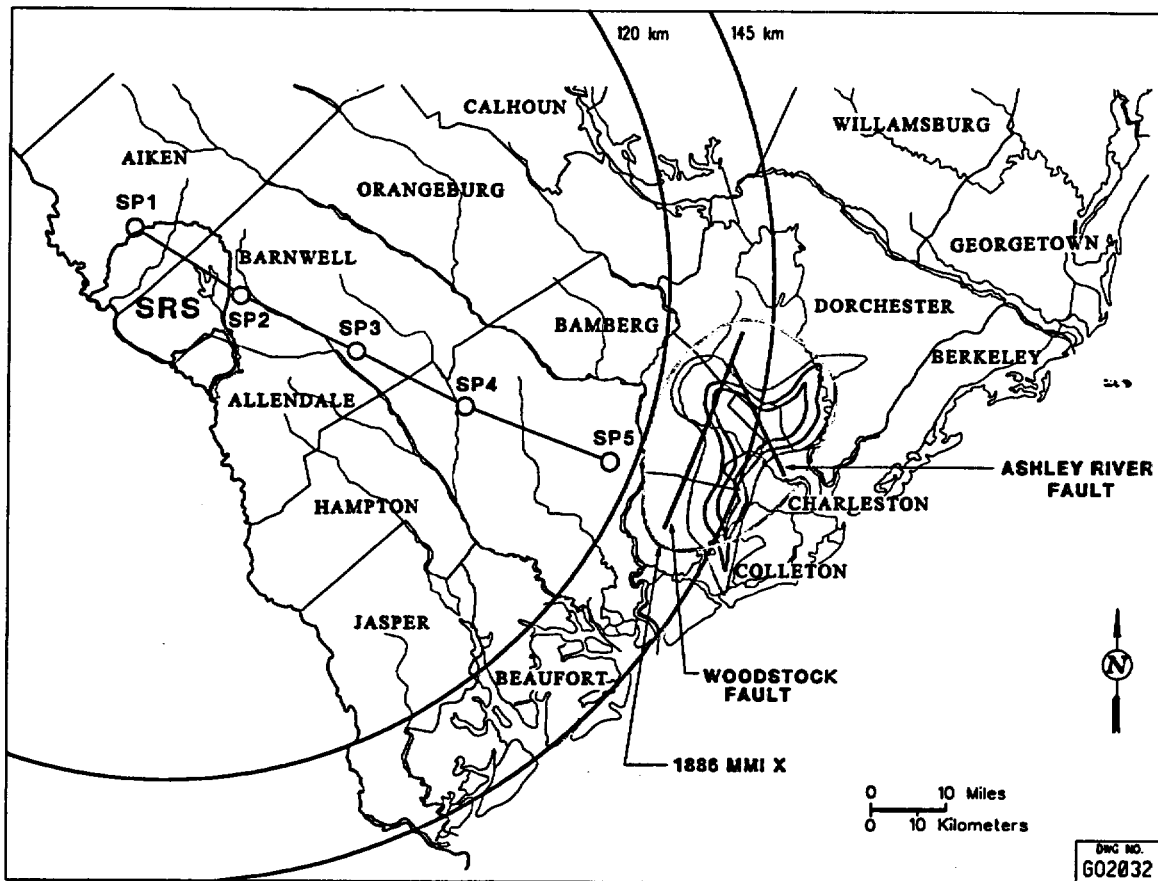 120 km
145 km
CALHOUN
WILLAMSBURG
AIKEN
ORANGEBURG
SP1
GEORGETOWN
BARNWELL
SRS
SP2
DORCHESTER
SP3
BAMBERG
BERKELEY
ALLENDALE
SP4
SP5
ASHLEY RIVER
FAULT
HAMPTON
CHARLESTON
COLLETON
JASPER
BEAUFORT
WOODSTOCK
FAULT
N
1886 MMI X
0 10 Miles
0 10 Kilometers
DWG NO.
G02032